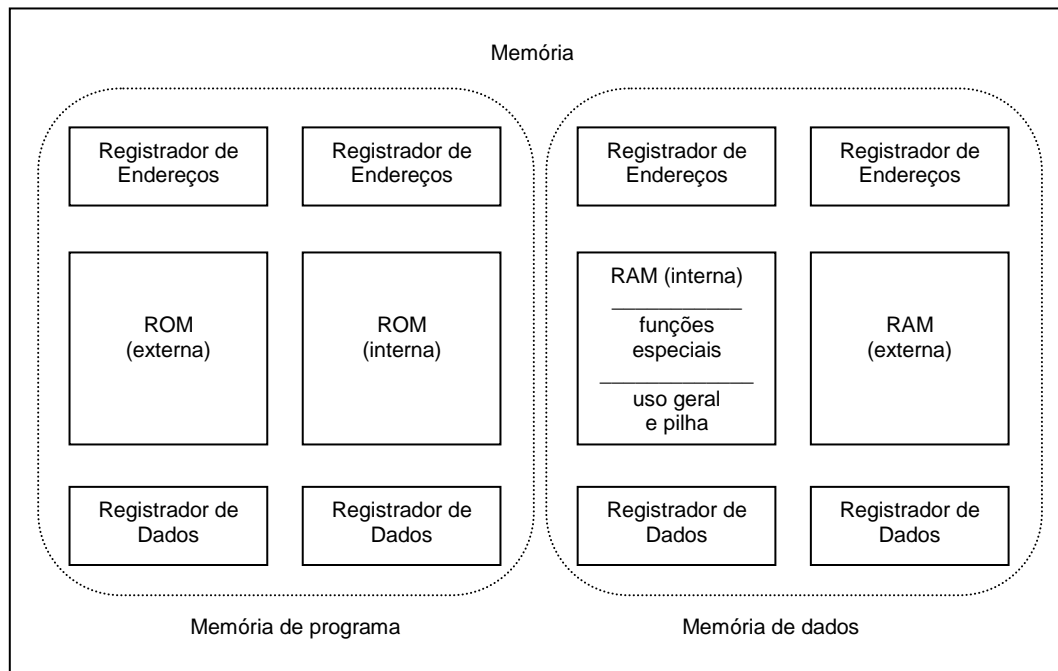 Memória
Registrador de
Endereços
Registrador de
Endereços
Registrador de
Endereços
Registrador de
Endereços
ROM
(externa)
ROM
(interna)
RAM (interna)
funções
especiais
uso geral
e pilha
RAM
(externa)
Registrador de
Dados
Registrador de
Dados
Registrador de
Dados
Registrador de
Dados
Memória de programa
Memória de dados